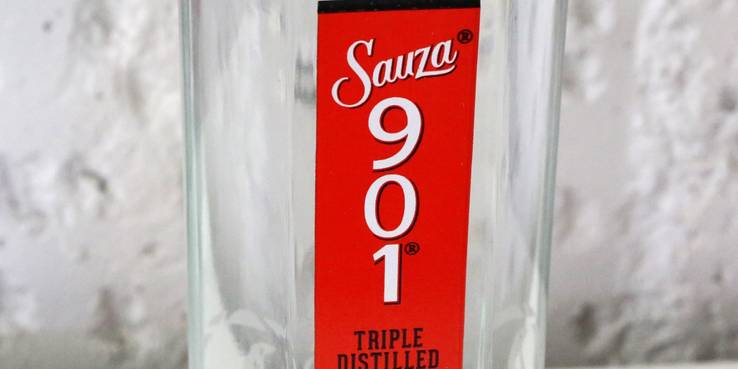 Sauza®
9
0
1®
TRIPLE
DISTILLED